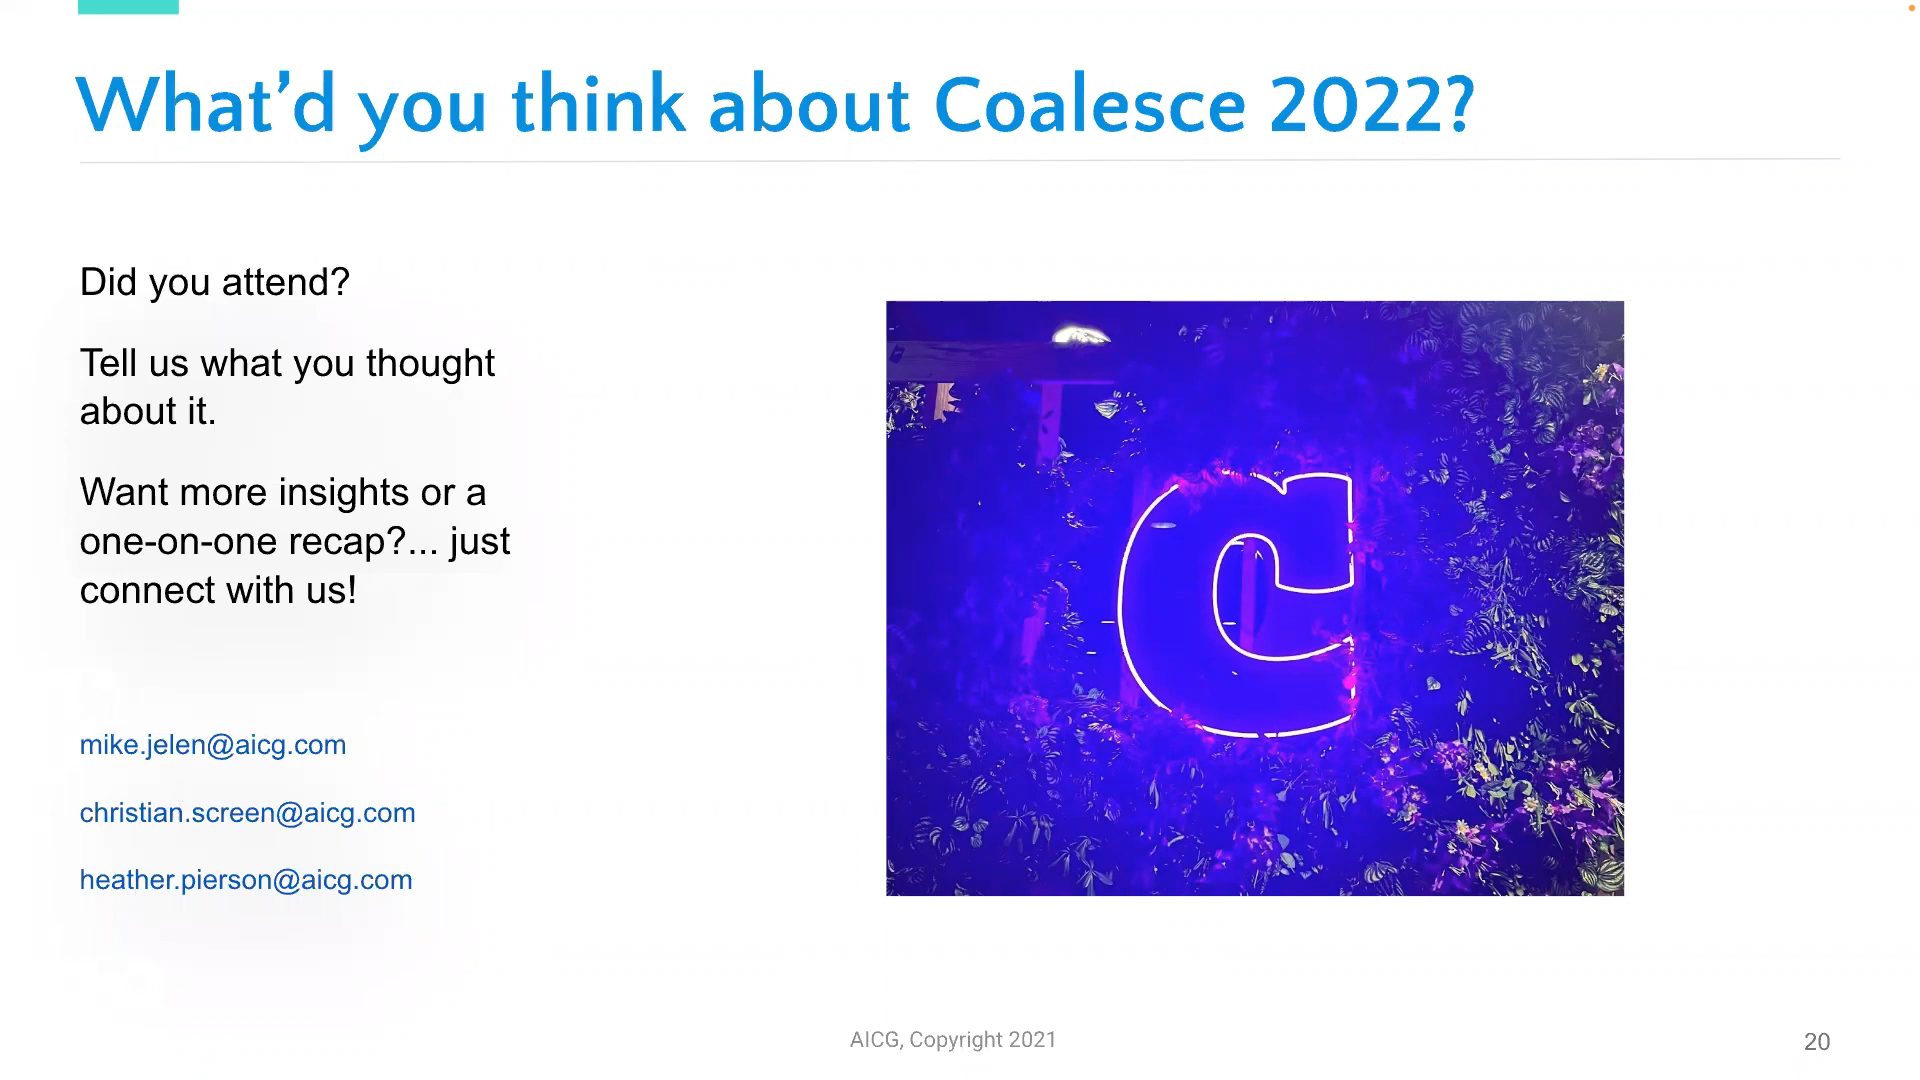 What’d you think about Coalesce 2022?
Did you attend?
Tell us what you thought
about it.
Want more insights or a
one-on-one recap?... just
connect with us!
C
mike.jelen@aicg.com
christian.screen@aicg.com
heather.pierson@aicg.com
AICG, Copyright 2021
20